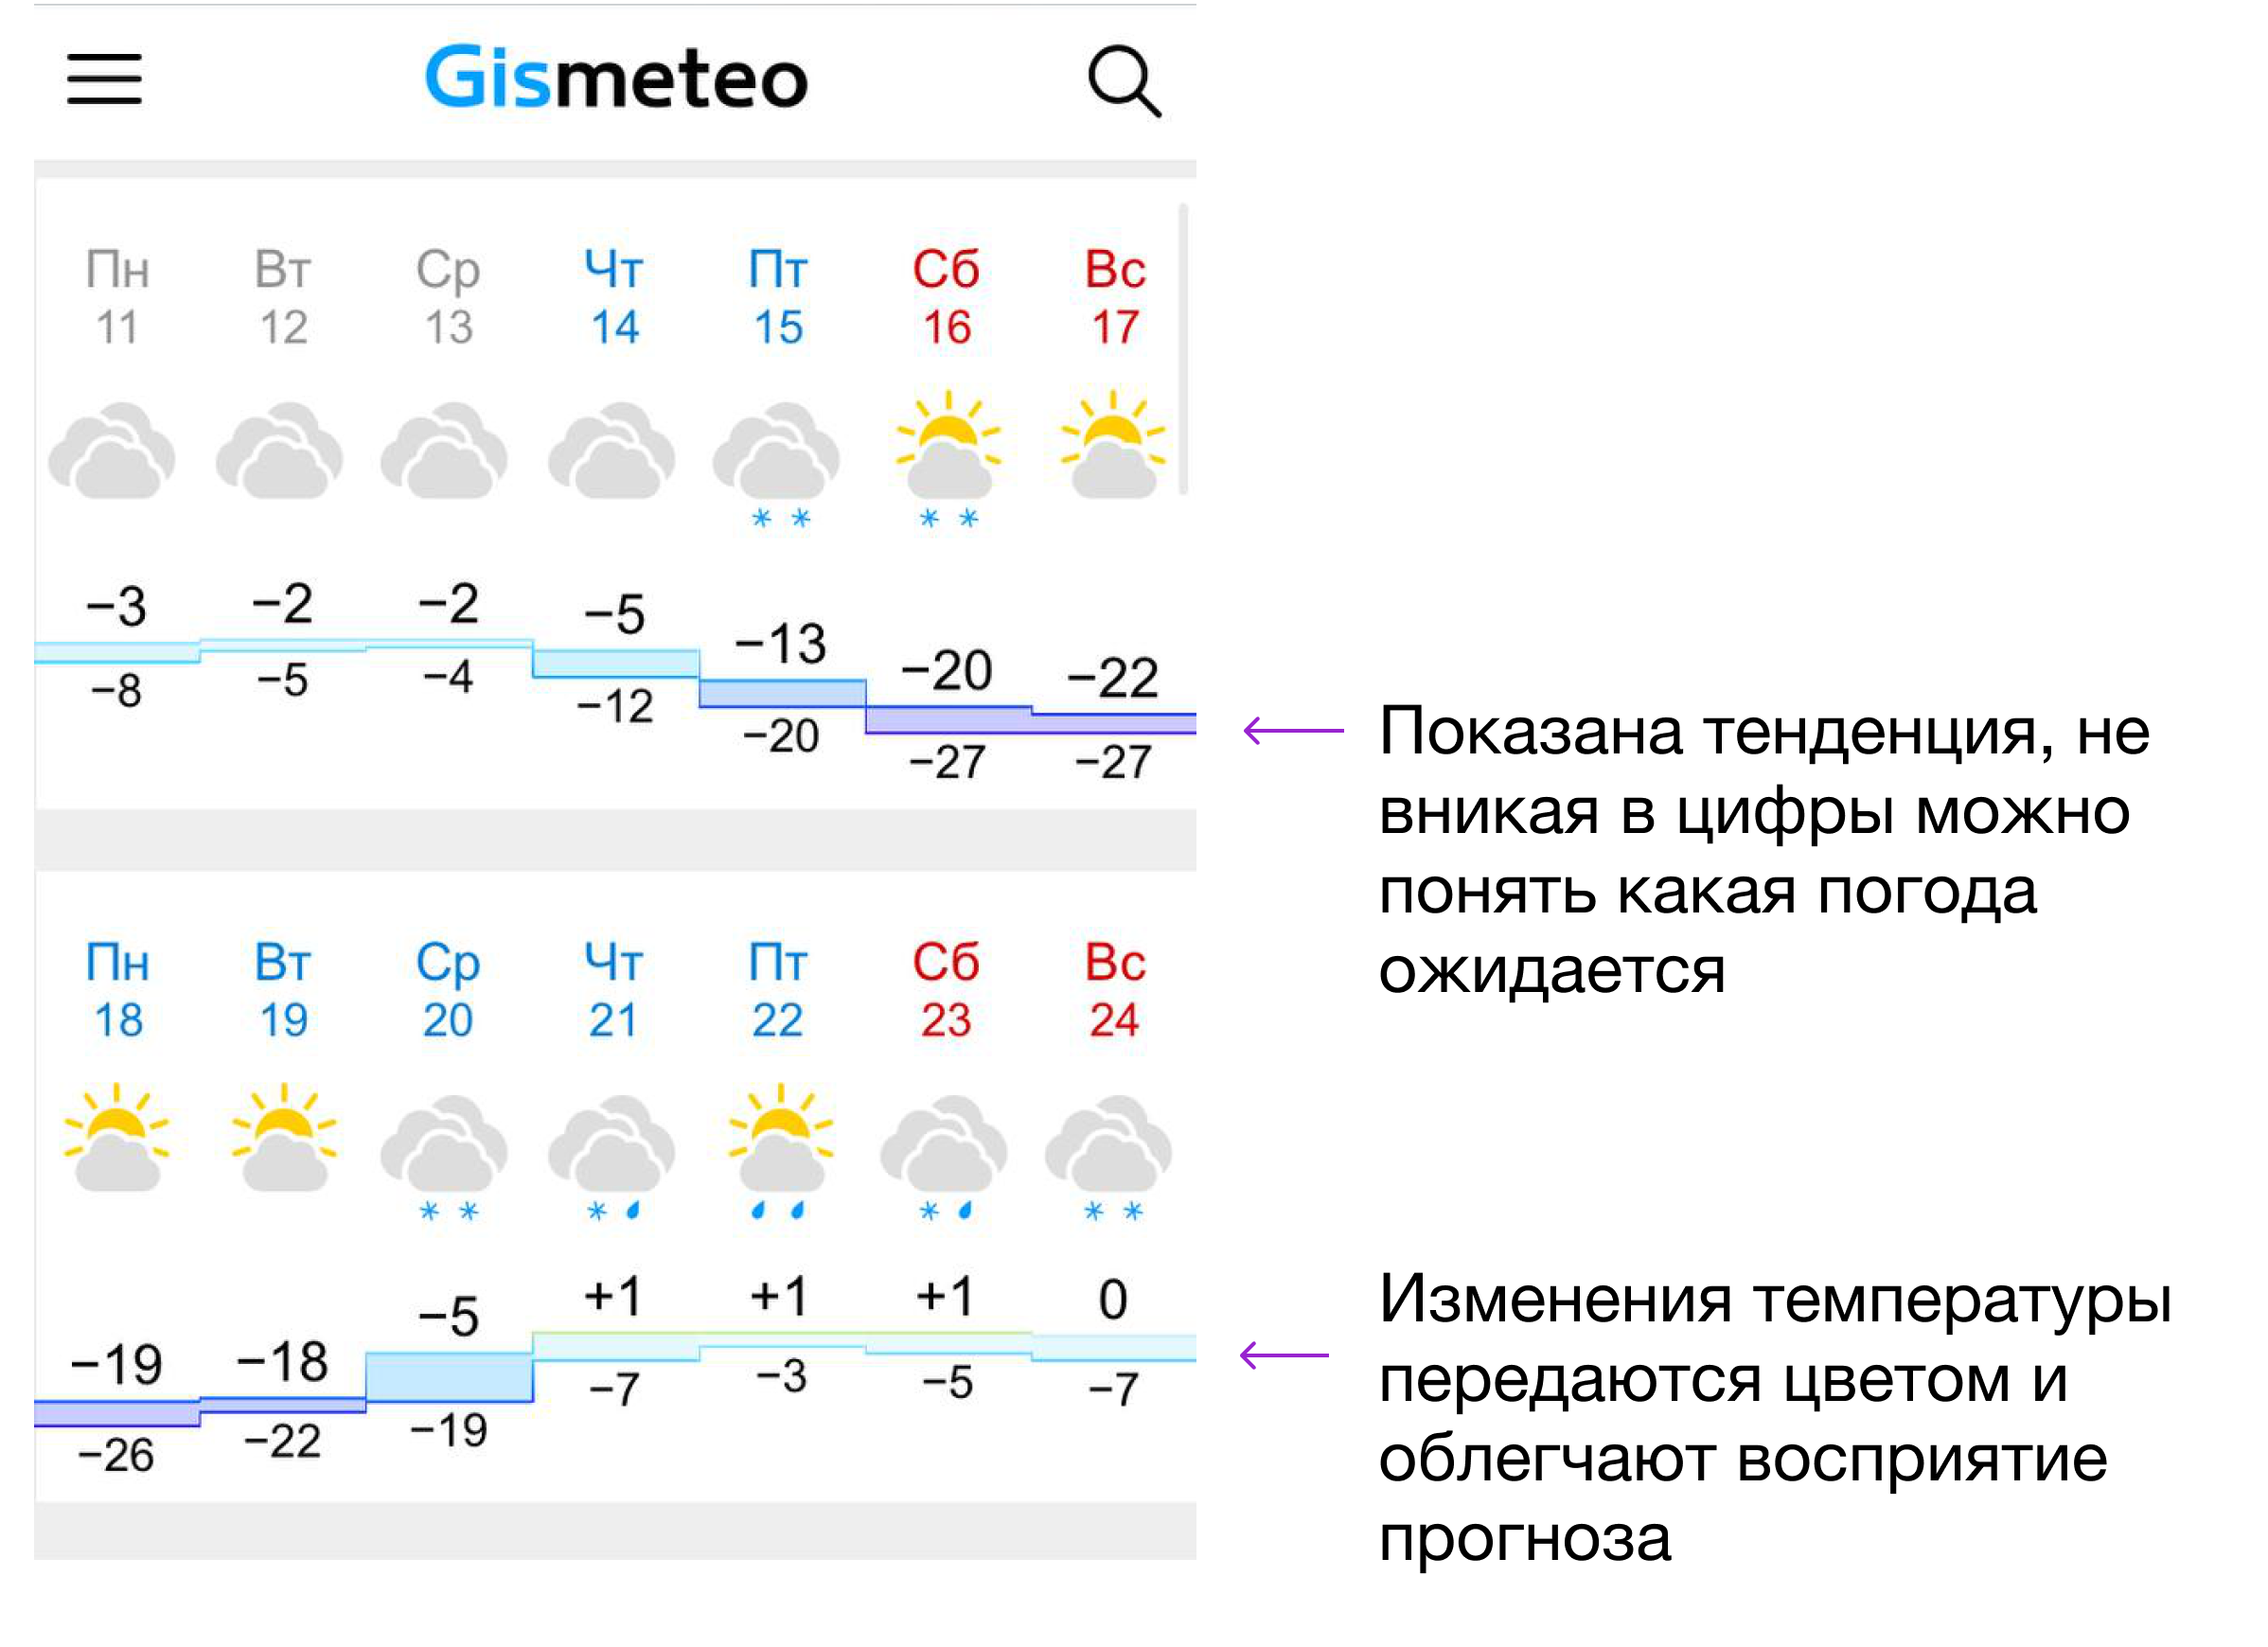 Gismeteo
Пн Вт Ср Чт Пт Сб Вс
11 12 13 14 15 16 17
−3 −2 −2 −5 −13 −20 −22
−8 −5 −4 −12 −20 −27 −27
Показана тенденция, не
вникая в цифры можно
понять какая погода
ожидается
Пн Вт Ср Чт Пт Сб Вс
18 19 20 21 22 23 24
−19 −18 −5 +1 +1 +1 0
−26 −22 −19 −7 −3 −5 −7
Изменения температуры
передаются цветом и
облегчают восприятие
прогноза